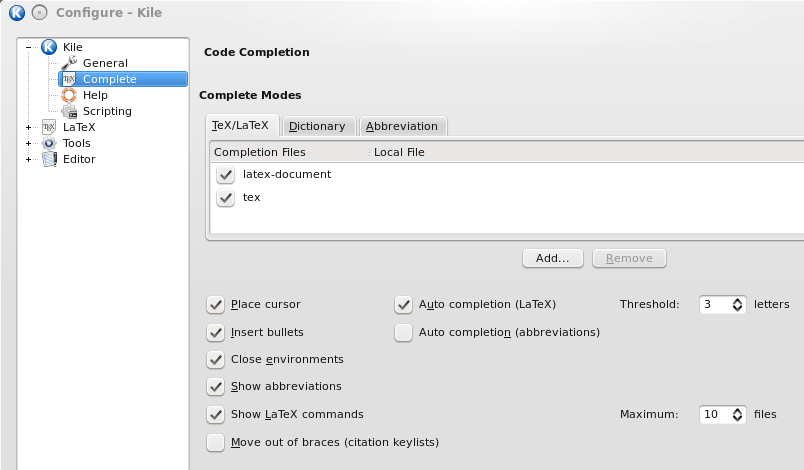 Configure – Kile
Kile
General
Complete
Help
Scripting
LaTeX
Tools
Editor
Code Completion
Complete Modes
TeX/LaTeX Dictionary Abbreviation
Completion Files Local File
latex-document
tex
Add... Remove
Place cursor Auto completion (LaTeX) Threshold: 3 letters
Insert bullets Auto completion (abbreviations)
Close environments
Show abbreviations
Show LaTeX commands Maximum: 10 files
Move out of braces (citation keylists)